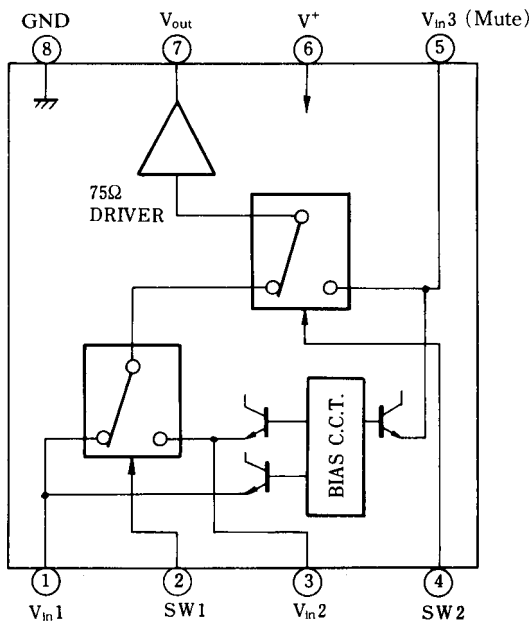 GND V_out V⁺ V_in3 (Mute)
8 7 6 5
75Ω
DRIVER
BIAS C.C.T.
1 2 3 4
V_in1 SW1 V_in2 SW2